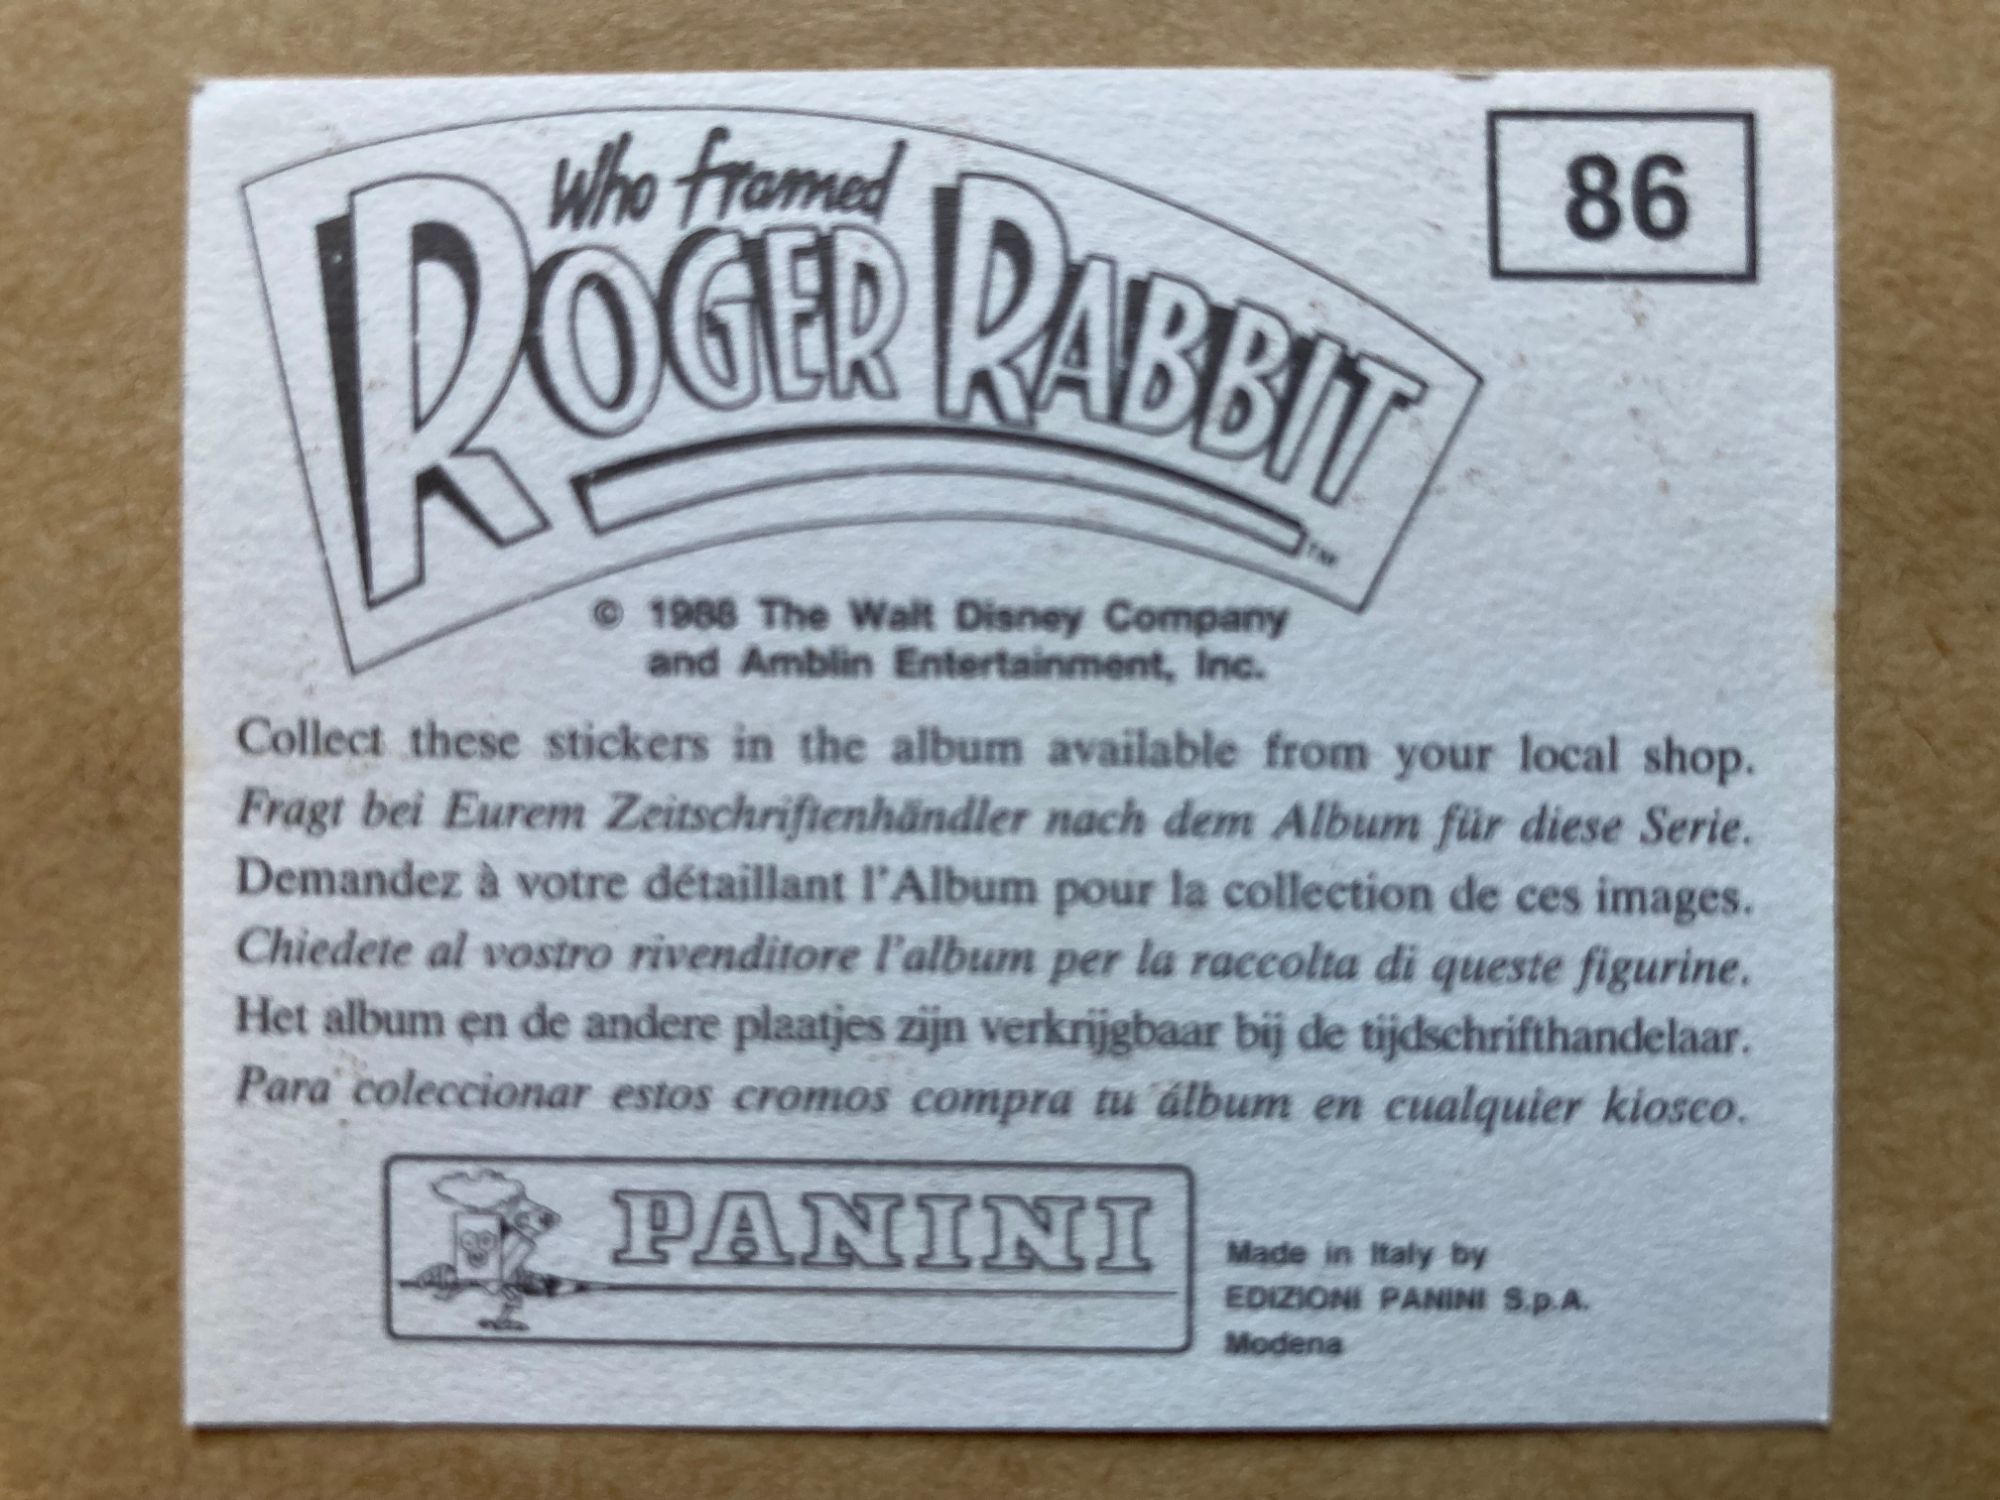 Who framed
ROGER RABBIT
TM
86
© 1988 The Walt Disney Company
and Amblin Entertainment, Inc.
Collect these stickers in the album available from your local shop.
Fragt bei Eurem Zeitschriftenhändler nach dem Album für diese Serie.
Demandez à votre détaillant l'Album pour la collection de ces images.
Chiedete al vostro rivenditore l'album per la raccolta di queste figurine.
Het album en de andere plaatjes zijn verkrijgbaar bij de tijdschrifthandelaar.
Para coleccionar estos cromos compra tu álbum en cualquier kiosco.
PANINI
Made in Italy by
EDIZIONI PANINI S.p.A.
Modena